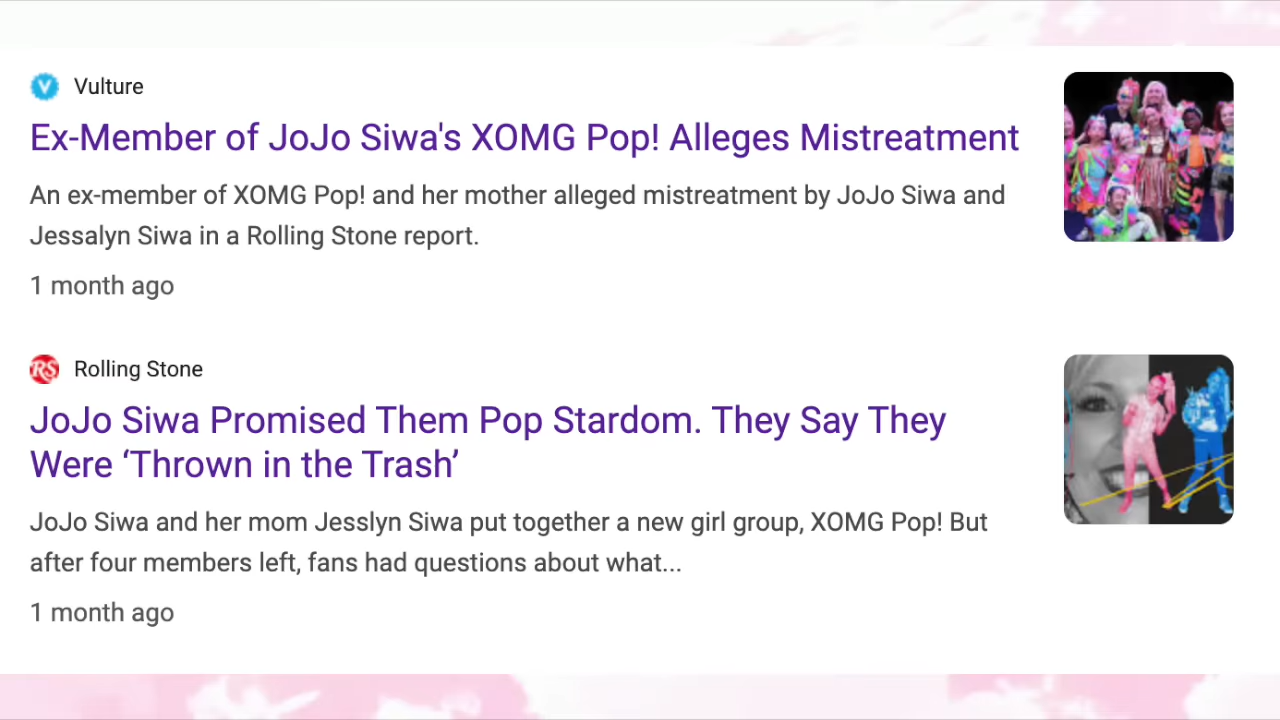 Vulture
Ex-Member of JoJo Siwa's XOMG Pop! Alleges Mistreatment
An ex-member of XOMG Pop! and her mother alleged mistreatment by JoJo Siwa and
Jessalyn Siwa in a Rolling Stone report.
1 month ago
RS Rolling Stone
JoJo Siwa Promised Them Pop Stardom. They Say They
Were ‘Thrown in the Trash’
JoJo Siwa and her mom Jesslyn Siwa put together a new girl group, XOMG Pop! But
after four members left, fans had questions about what...
1 month ago